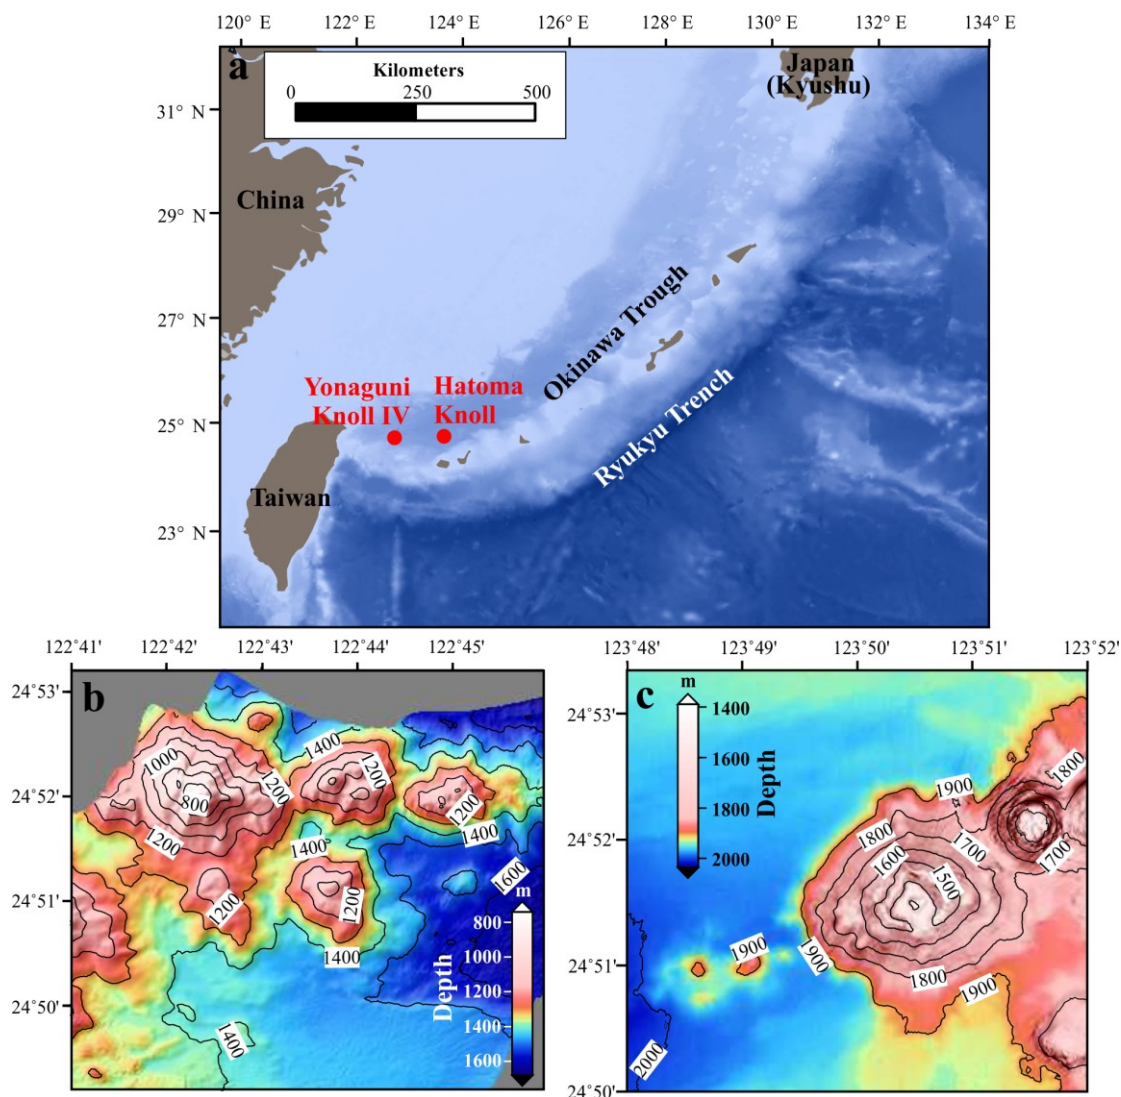 120° E 122° E 124° E 126° E 128° E 130° E 132° E 134° E
a
Kilometers
0 250 500
Japan
(Kyushu)
31° N
China
29° N
27° N
Okinawa Trough
Ryukyu Trench
Yonaguni
Knoll IV
Hatoma
Knoll
25° N
Taiwan
23° N
122°41' 122°42' 122°43' 122°44' 122°45'
b
24°53'
24°52'
24°51'
24°50'
1000
800
1200
1200
1400
1200
1200
1400
1400
1200
1200
1400
1600
1400
m
Depth
800
1000
1200
1400
1600
123°48' 123°49' 123°50' 123°51' 123°52'
c
24°53'
24°52'
24°51'
24°50'
m
Depth
1400
1600
1800
2000
1900
1800
1800
1700
1700
1600
1500
1900
1900
1800
1900
2000